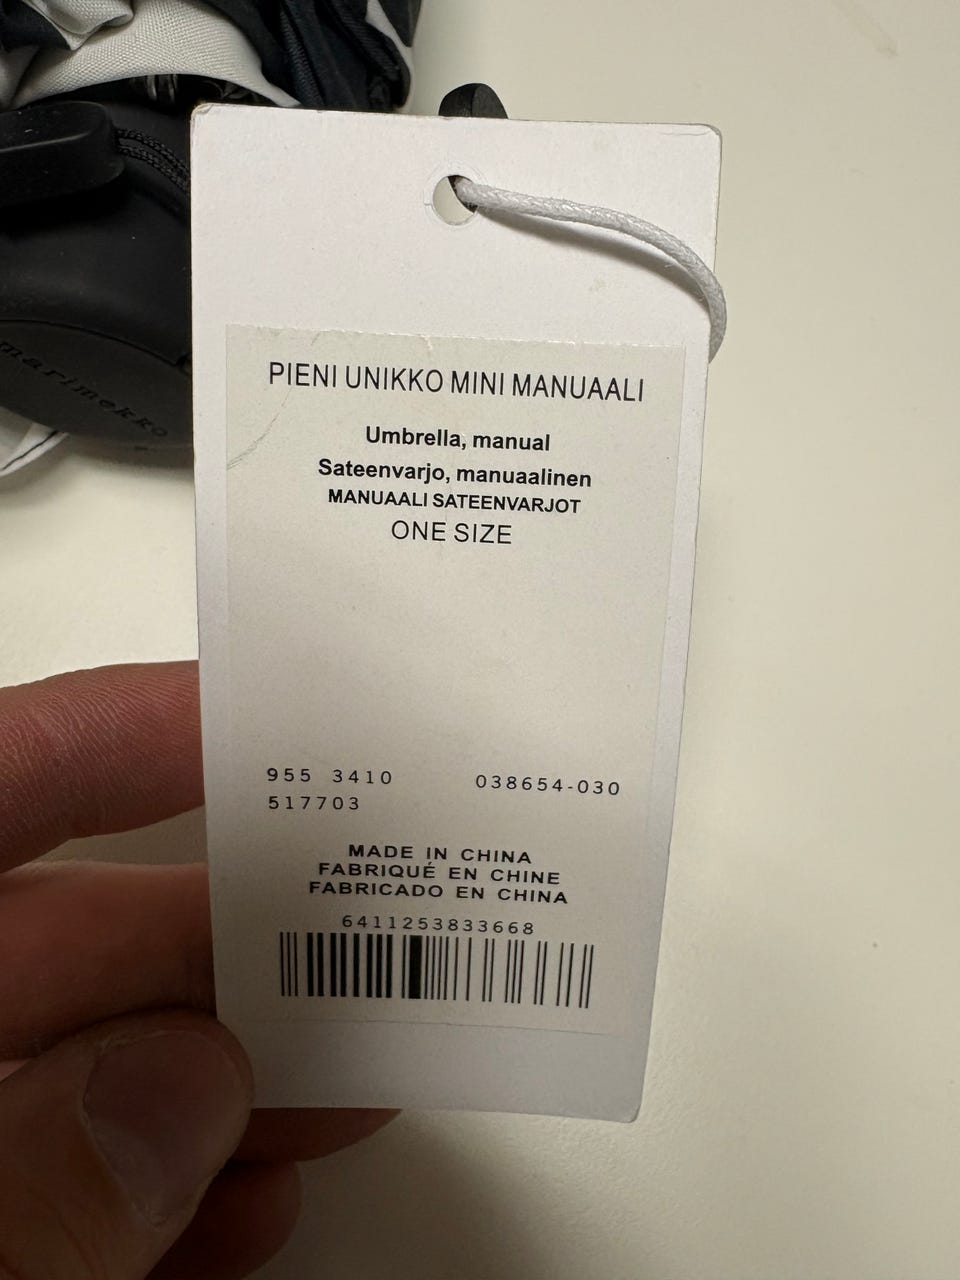 marimekko
PIENI UNIKKO MINI MANUAALI
Umbrella, manual
Sateenvarjo, manuaalinen
MANUAALI SATEENVARJOT
ONE SIZE
955 3410 038654-030
517703
MADE IN CHINA
FABRIQUÉ EN CHINE
FABRICADO EN CHINA
6411253833668